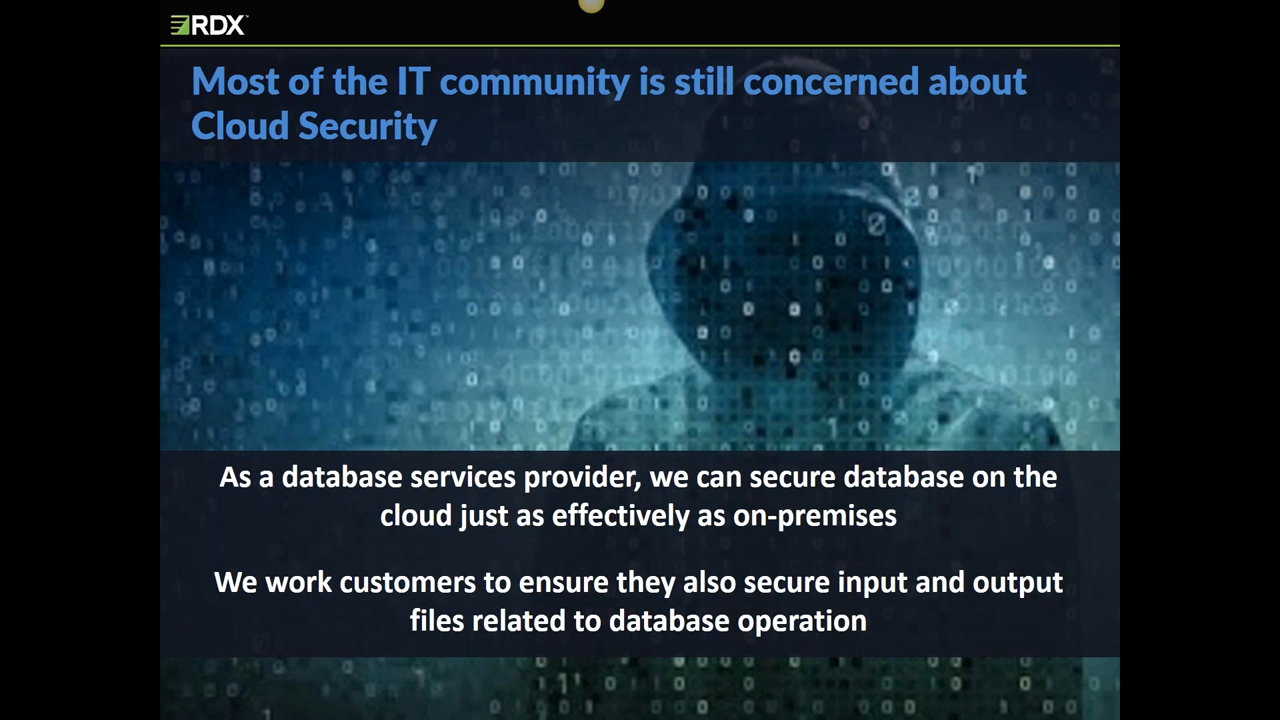 RDX
Most of the IT community is still concerned about
Cloud Security
As a database services provider, we can secure database on the
cloud just as effectively as on-premises
We work customers to ensure they also secure input and output
files related to database operation